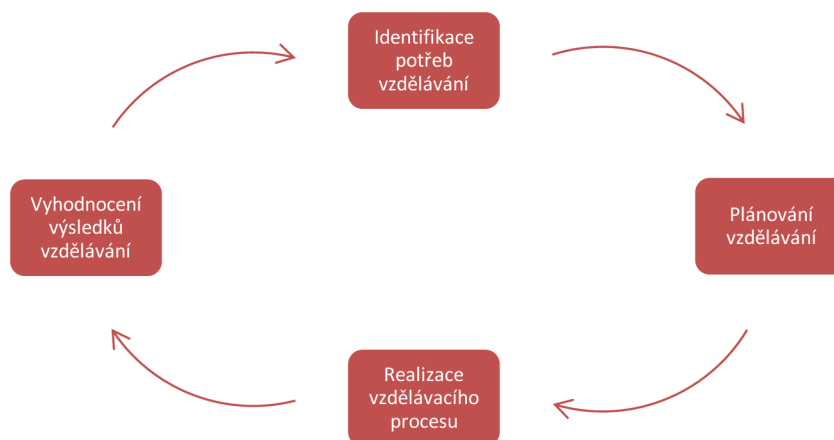 Identifikace
potřeb
vzdělávání
Plánování
vzdělávání
Realizace
vzdělávacího
procesu
Vyhodnocení
výsledků
vzdělávání